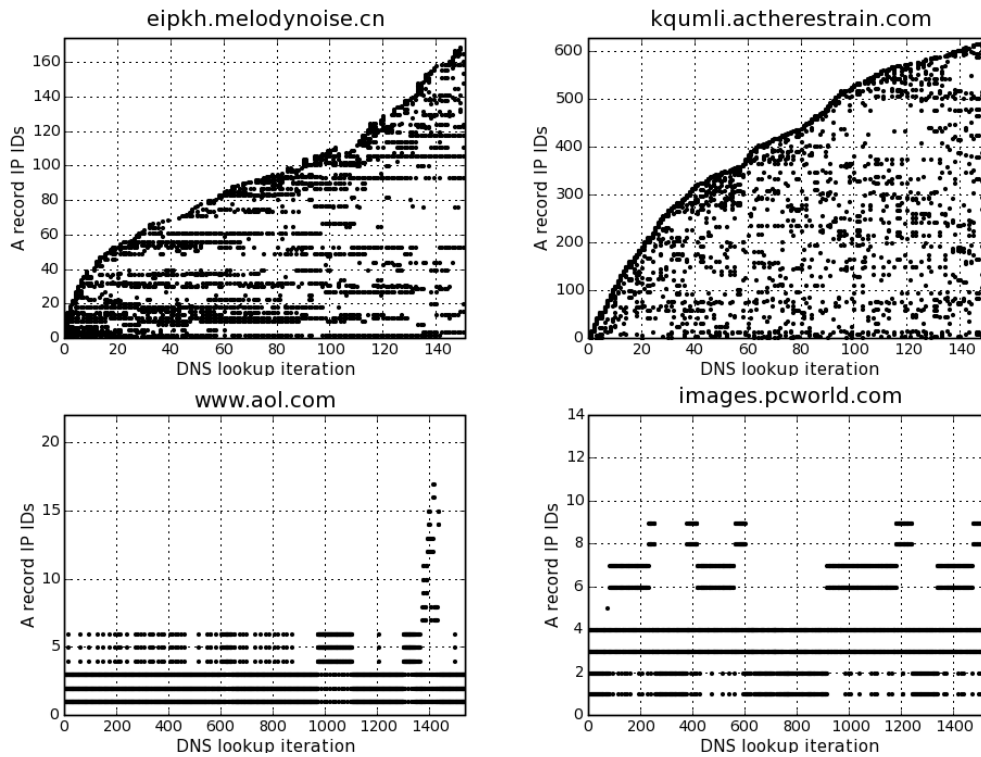 eipkh.melodynoise.cn
A record IP IDs
160
140
120
100
80
60
40
20
0
0 20 40 60 80 100 120 140
DNS lookup iteration
kqumli.actherestrain.com
A record IP IDs
600
500
400
300
200
100
0
0 20 40 60 80 100 120 140
DNS lookup iteration
www.aol.com
A record IP IDs
20
15
10
5
0
0 200 400 600 800 1000 1200 1400
DNS lookup iteration
images.pcworld.com
A record IP IDs
14
12
10
8
6
4
2
0
0 200 400 600 800 1000 1200 1400
DNS lookup iteration